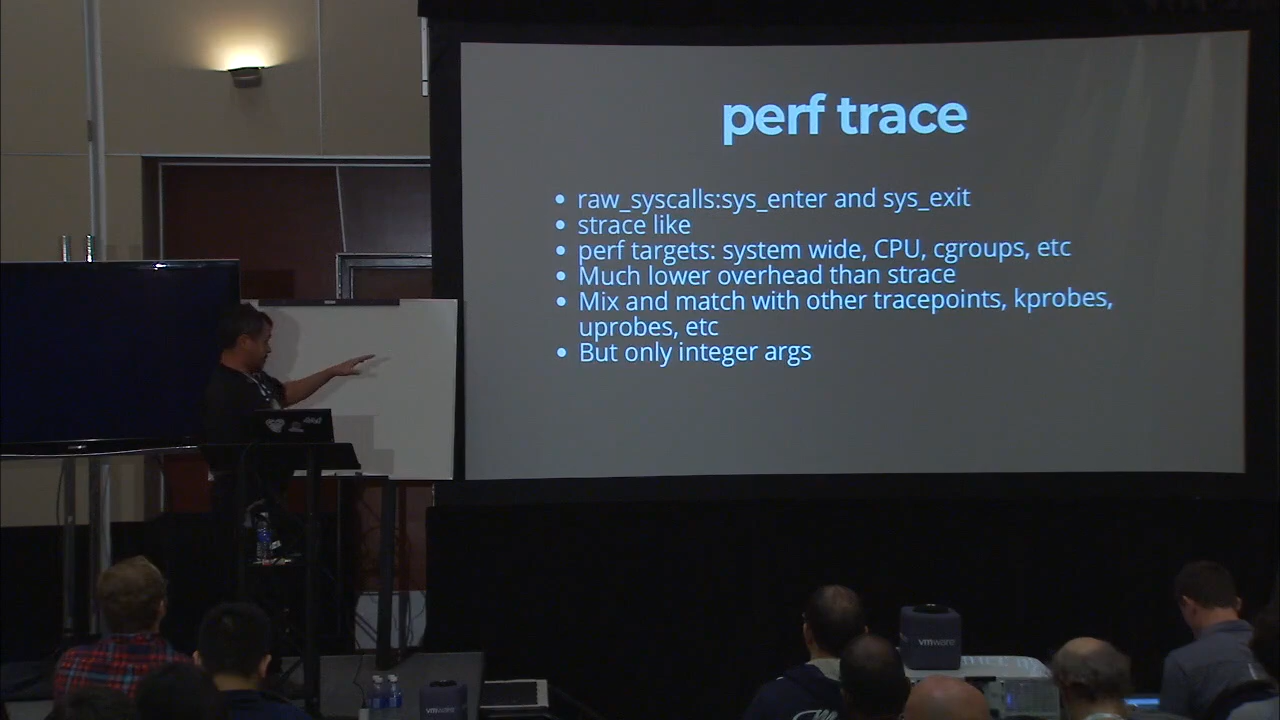 perf trace
• raw_syscalls:sys_enter and sys_exit
• strace like
• perf targets: system wide, CPU, cgroups, etc
• Much lower overhead than strace
• Mix and match with other tracepoints, kprobes,
uprobes, etc
• But only integer args
vmware
vmware